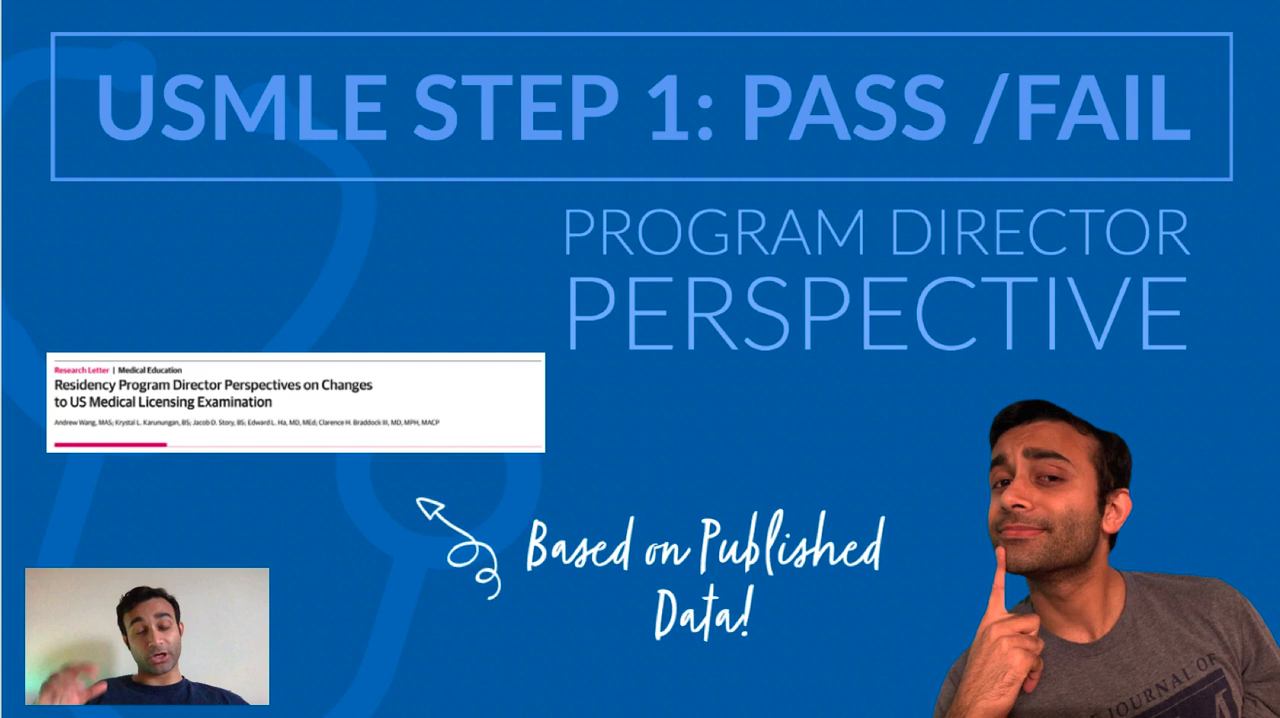 USMLE STEP 1: PASS /FAIL
PROGRAM DIRECTOR
PERSPECTIVE
Research Letter | Medical Education
Residency Program Director Perspectives on Changes
to US Medical Licensing Examination
Andrew Wang, MAS; Krystal L. Karunungan, BS; Jacob D. Story, BS; Edward L. Ha, MD, MEd; Clarence H. Braddock III, MD, MPH, MACP
Based on Published
Data!
JOURNAL OF